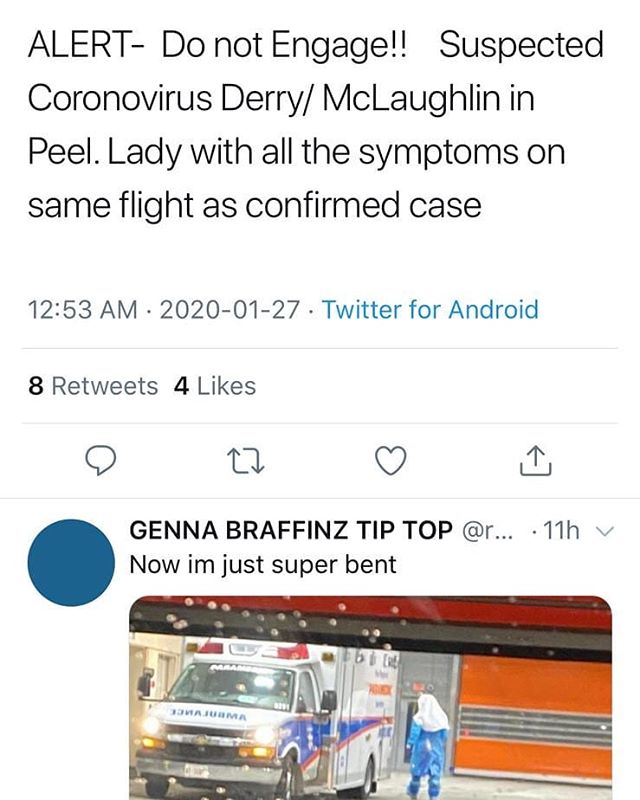 ALERT-  Do not Engage!!   Suspected
Coronovirus Derry/ McLaughlin in
Peel. Lady with all the symptoms on
same flight as confirmed case
12:53 AM · 2020-01-27 · Twitter for Android
8 Retweets 4 Likes
GENNA BRAFFINZ TIP TOP @r... · 11h
Now im just super bent
PARAMEDIC
AMBULANCE